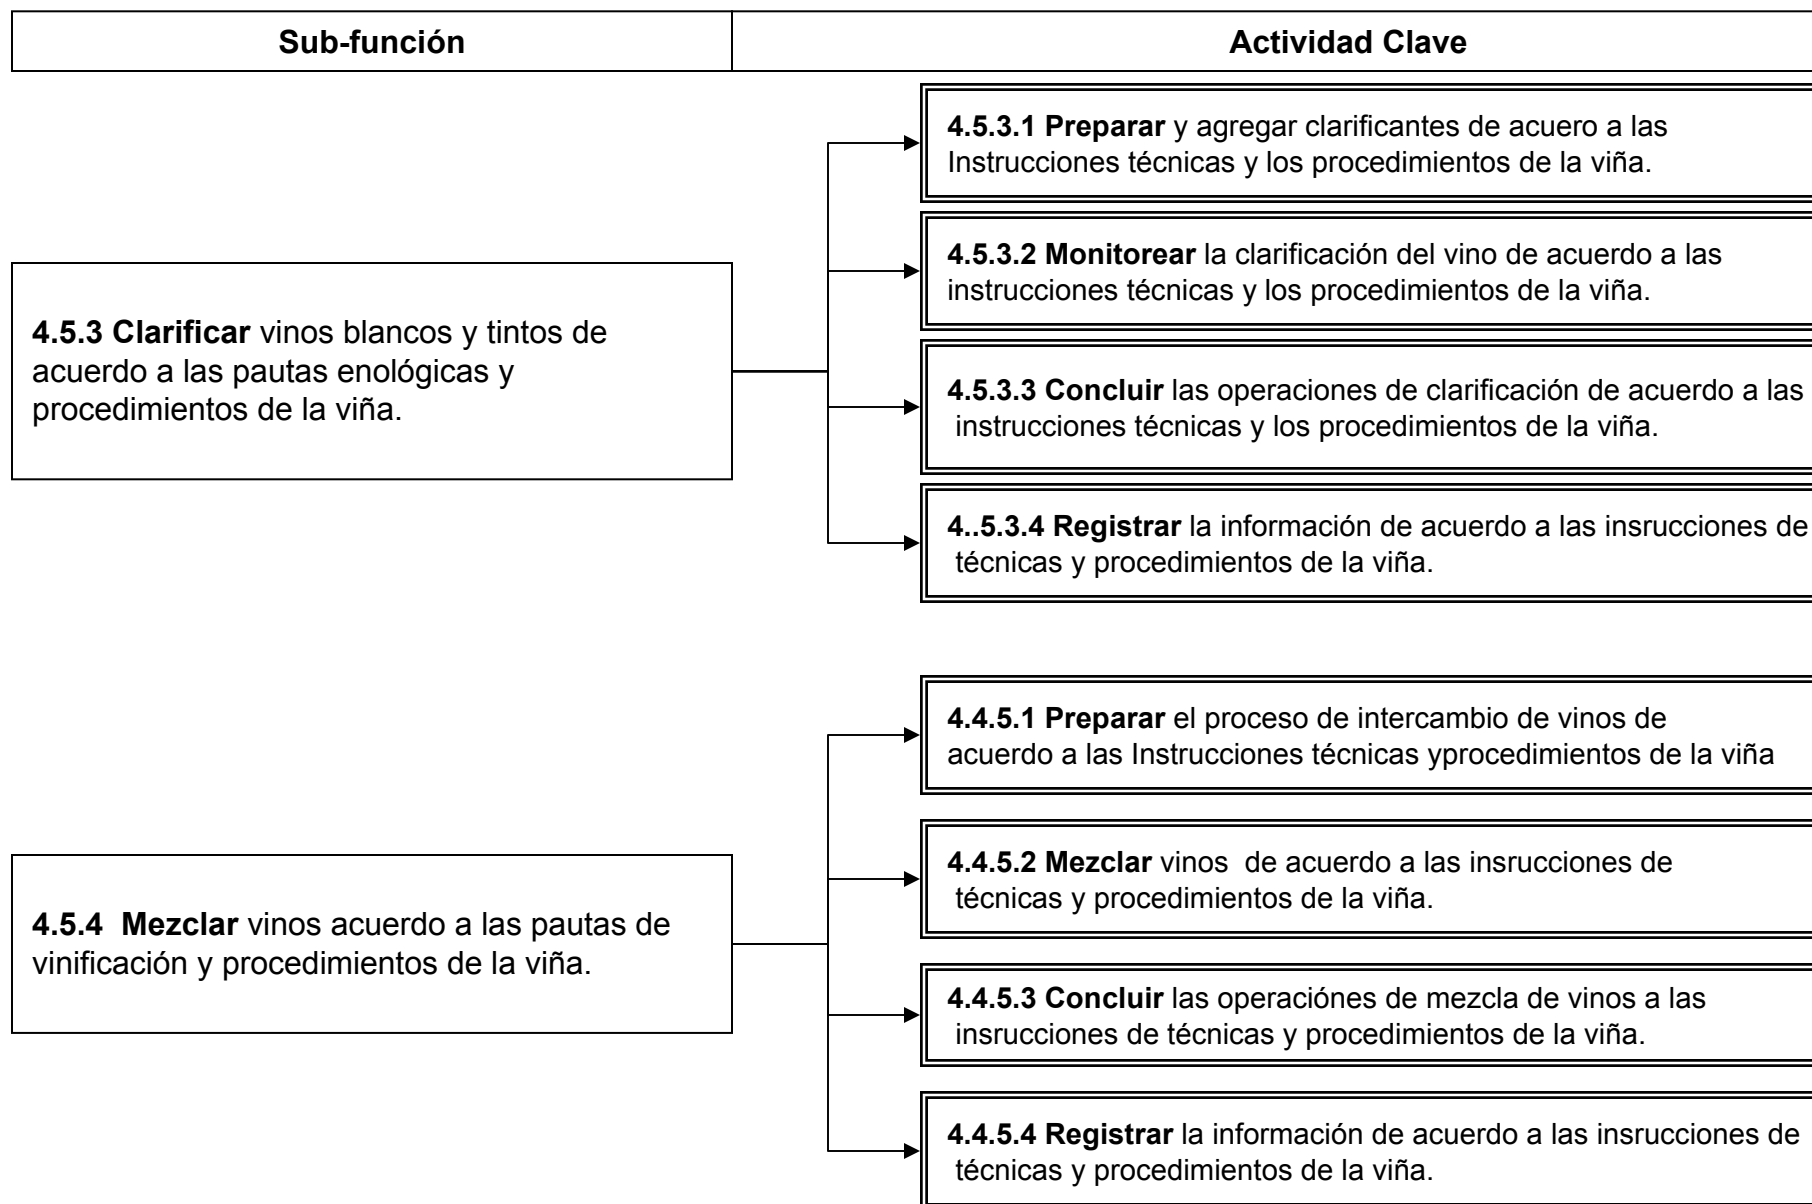 Sub-función
Actividad Clave
4.5.3 Clarificar vinos blancos y tintos de
acuerdo a las pautas enológicas y
procedimientos de la viña.
4.5.3.1 Preparar y agregar clarificantes de acuero a las
Instrucciones técnicas y los procedimientos de la viña.
4.5.3.2 Monitorear la clarificación del vino de acuerdo a las
instrucciones técnicas y los procedimientos de la viña.
4.5.3.3 Concluir las operaciones de clarificación de acuerdo a las
instrucciones técnicas y los procedimientos de la viña.
4..5.3.4 Registrar la información de acuerdo a las insrucciones de
técnicas y procedimientos de la viña.
4.5.4 Mezclar vinos acuerdo a las pautas de
vinificación y procedimientos de la viña.
4.4.5.1 Preparar el proceso de intercambio de vinos de
acuerdo a las Instrucciones técnicas yprocedimientos de la viña
4.4.5.2 Mezclar vinos de acuerdo a las insrucciones de
técnicas y procedimientos de la viña.
4.4.5.3 Concluir las operaciónes de mezcla de vinos a las
insrucciones de técnicas y procedimientos de la viña.
4.4.5.4 Registrar la información de acuerdo a las insrucciones de
técnicas y procedimientos de la viña.